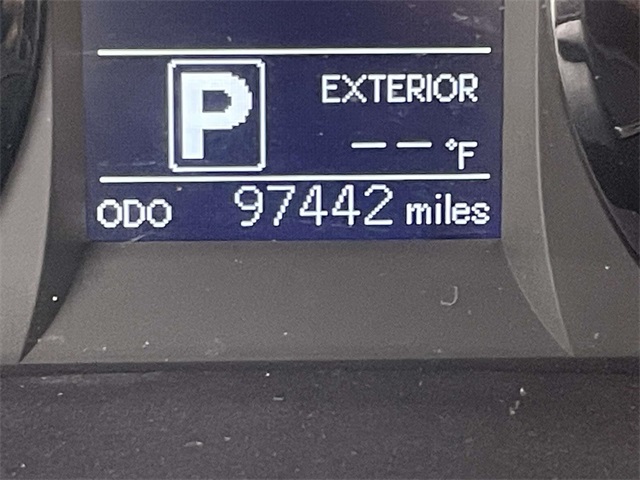 P
EXTERIOR
-- °F
ODO 97442 miles